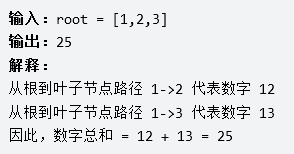 输入：root = [1,2,3]
输出：25
解释：
从根到叶子节点路径 1->2 代表数字 12
从根到叶子节点路径 1->3 代表数字 13
因此，数字总和 = 12 + 13 = 25